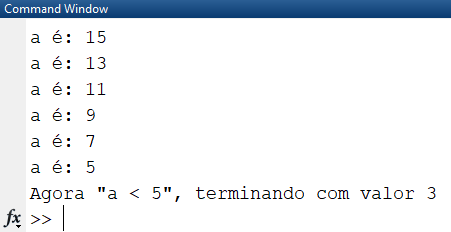 Command Window
a é: 15
a é: 13
a é: 11
a é: 9
a é: 7
a é: 5
Agora "a < 5", terminando com valor 3
fx >>